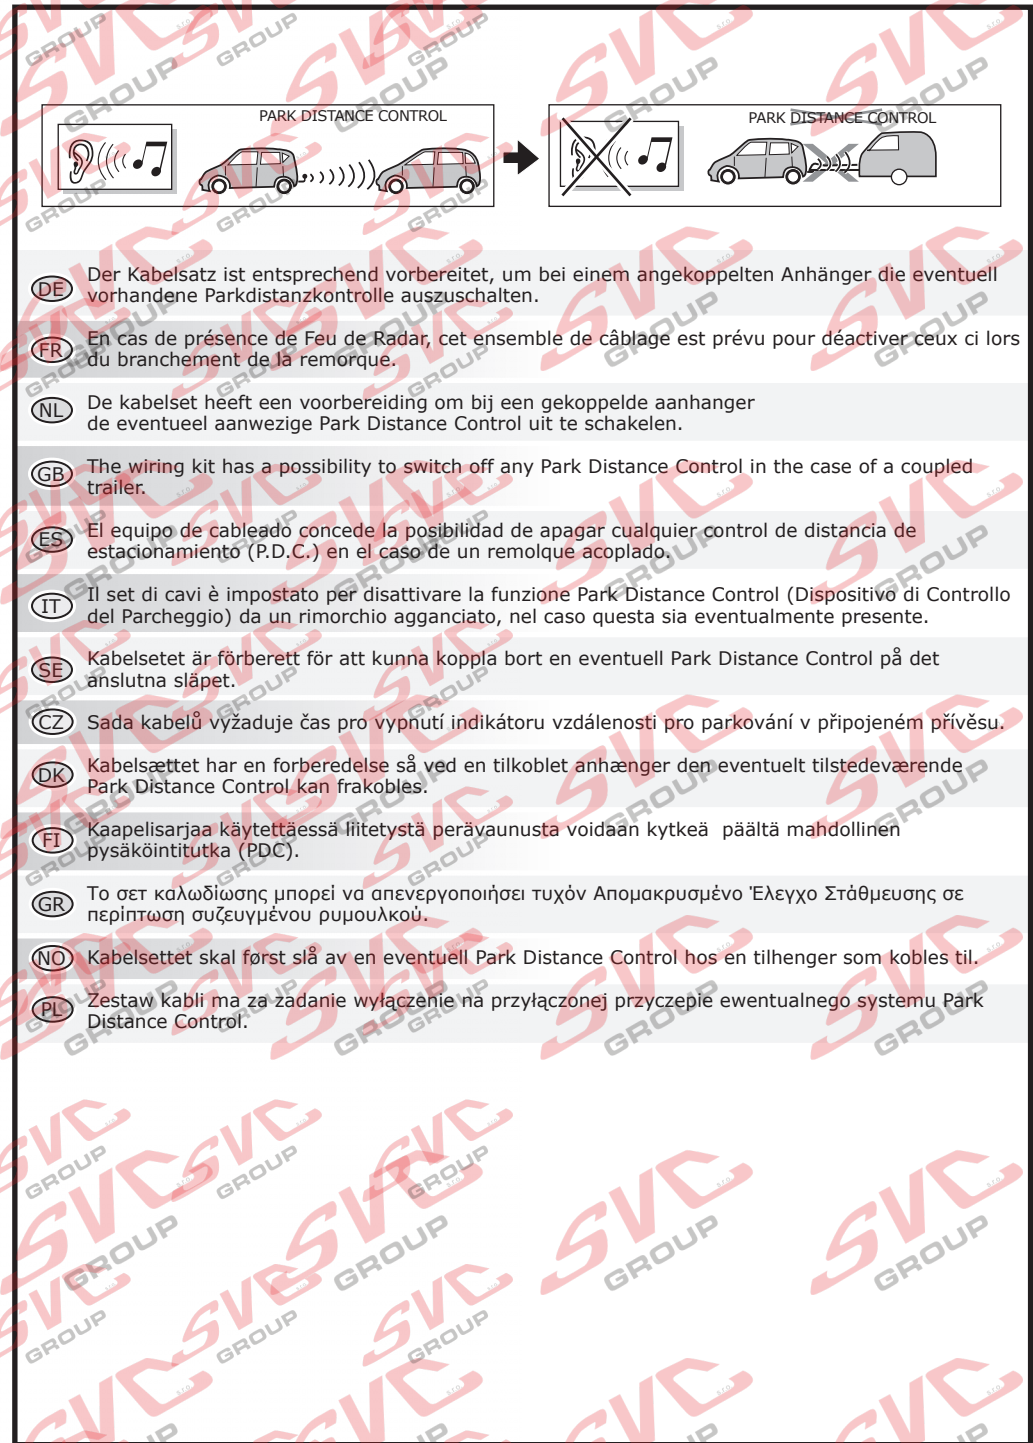 PARK DISTANCE CONTROL
PARK DISTANCE CONTROL
DE
Der Kabelsatz ist entsprechend vorbereitet, um bei einem angekoppelten Anhänger die eventuell
vorhandene Parkdistanzkontrolle auszuschalten.
FR
En cas de présence de Feu de Radar, cet ensemble de câblage est prévu pour déactiver ceux ci lors
du branchement de la remorque.
NL
De kabelset heeft een voorbereiding om bij een gekoppelde aanhanger
de eventueel aanwezige Park Distance Control uit te schakelen.
GB
The wiring kit has a possibility to switch off any Park Distance Control in the case of a coupled
trailer.
ES
El equipo de cableado concede la posibilidad de apagar cualquier control de distancia de
estacionamiento (P.D.C.) en el caso de un remolque acoplado.
IT
Il set di cavi è impostato per disattivare la funzione Park Distance Control (Dispositivo di Controllo
del Parcheggio) da un rimorchio agganciato, nel caso questa sia eventualmente presente.
SE
Kabelsetet är förberett för att kunna koppla bort en eventuell Park Distance Control på det
anslutna släpet.
CZ
Sada kabelů vyžaduje čas pro vypnutí indikátoru vzdálenosti pro parkování v připojeném přívěsu.
DK
Kabelsættet har en forberedelse så ved en tilkoblet anhænger den eventuelt tilstedeværende
Park Distance Control kan frakobles.
FI
Kaapelisarjaa käytettäessä liitetystä perävaunusta voidaan kytkeä päältä mahdollinen
pysäköintitutka (PDC).
GR
Το σετ καλωδίωσης μπορεί να απενεργοποιήσει τυχόν Απομακρυσμένο Έλεγχο Στάθμευσης σε
περίπτωση συζευγμένου ρυμουλκού.
NO
Kabelsettet skal først slå av en eventuell Park Distance Control hos en tilhenger som kobles til.
PL
Zestaw kabli ma za zadanie wyłączenie na przyłączonej przyczepie ewentualnego systemu Park
Distance Control.
SVC
s.r.o.
GROUP